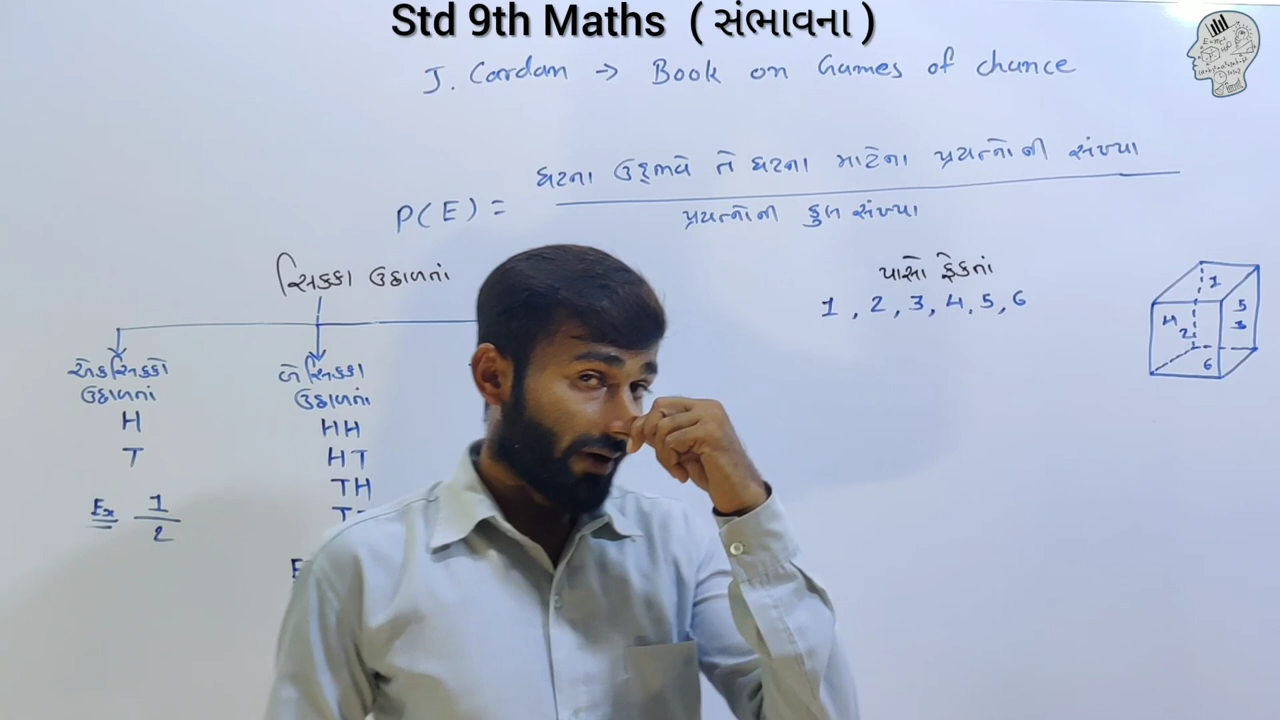 Std 9th Maths ( સંભાવના )
J. Cardam → Book on Games of chance
ઘટના ઉદ્ભવે તે ઘટના માટેના પ્રયત્નોની સંખ્યા
P(E) =
પ્રયત્નોની કુલ સંખ્યા
સિક્કા ઉછાળતાં
પાસો ફેંકતાં
1, 2, 3, 4, 5, 6
1
5
4
3
2
6
એક સિક્કો
ઉછાળતાં
H
T
Ex 1/2
બે સિક્કા
ઉછાળતાં
HH
HT
TH
T
E